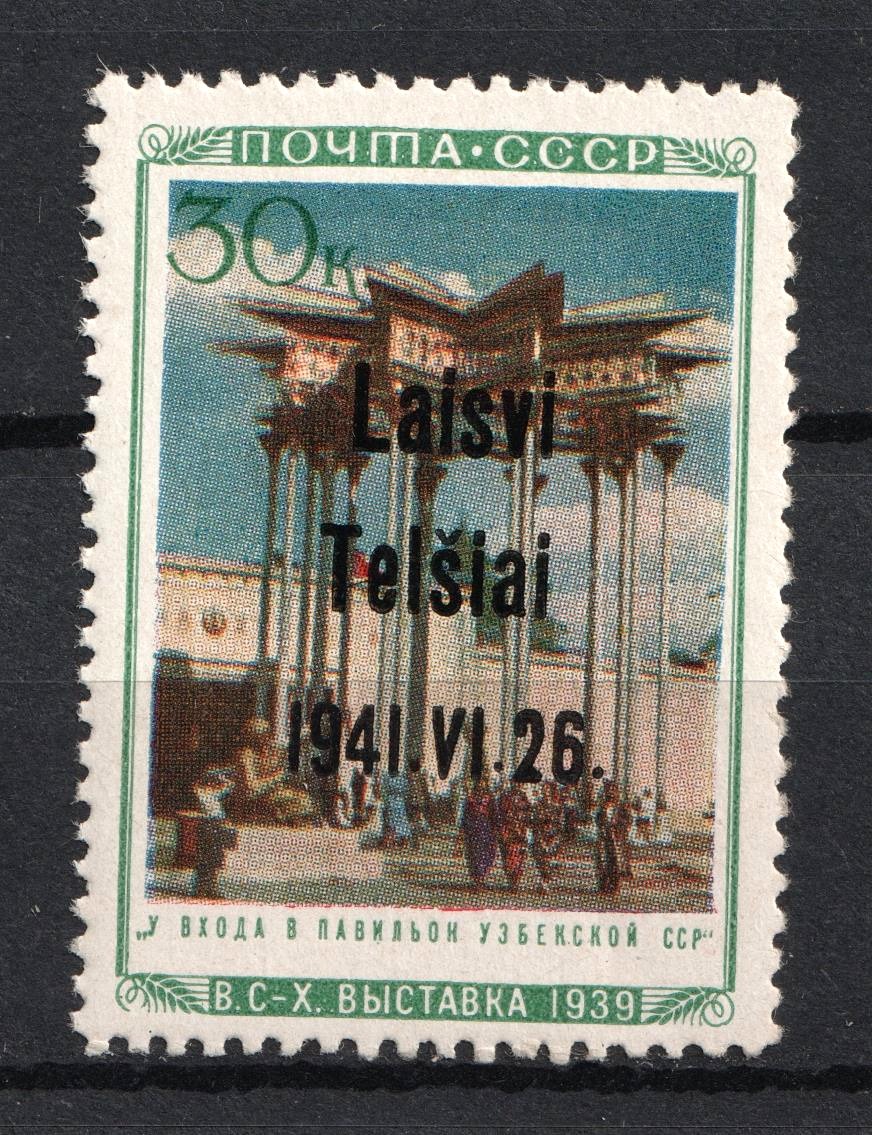 ПОЧТА·СССР
30к
Laisvi
Telšiai
1941.VI.26.
„У ВХОДА В ПАВИЛЬОН УЗБЕКСКОЙ ССР“
В.С-Х. ВЫСТАВКА 1939